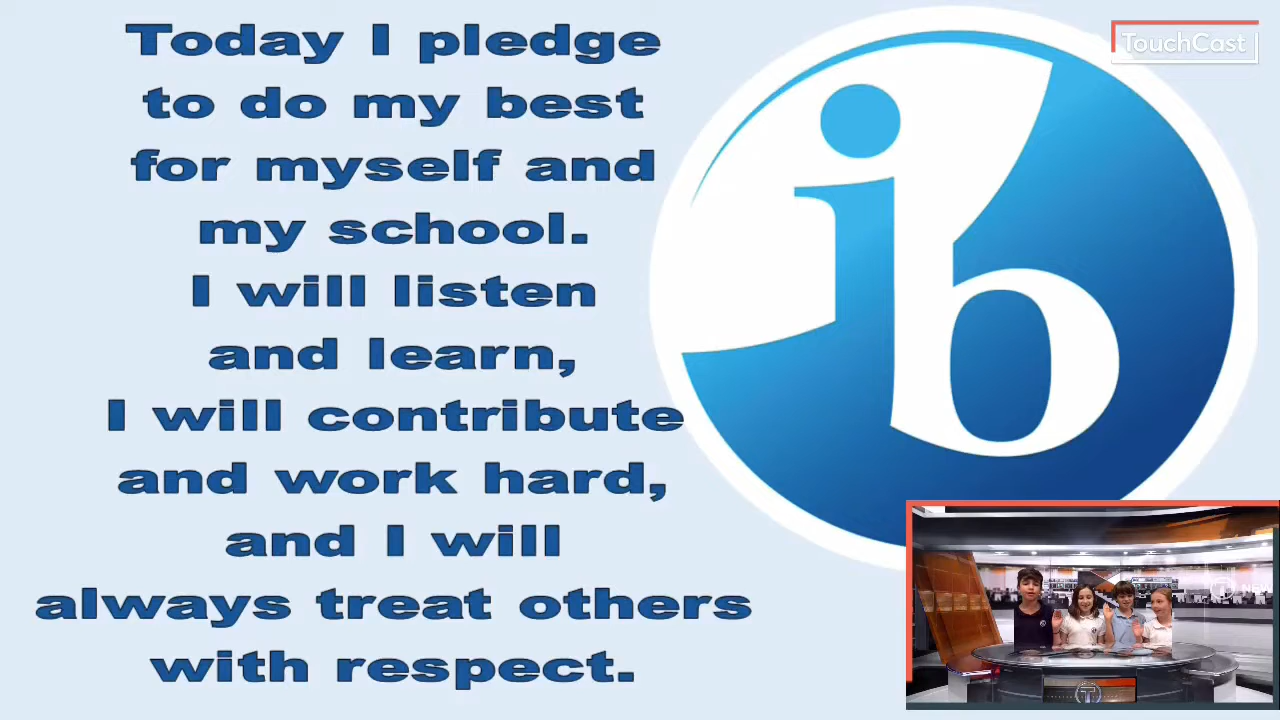 Today I pledge
to do my best
for myself and
my school.
I will listen
and learn,
I will contribute
and work hard,
and I will
always treat others
with respect.
ib
TouchCast
NEWS
T